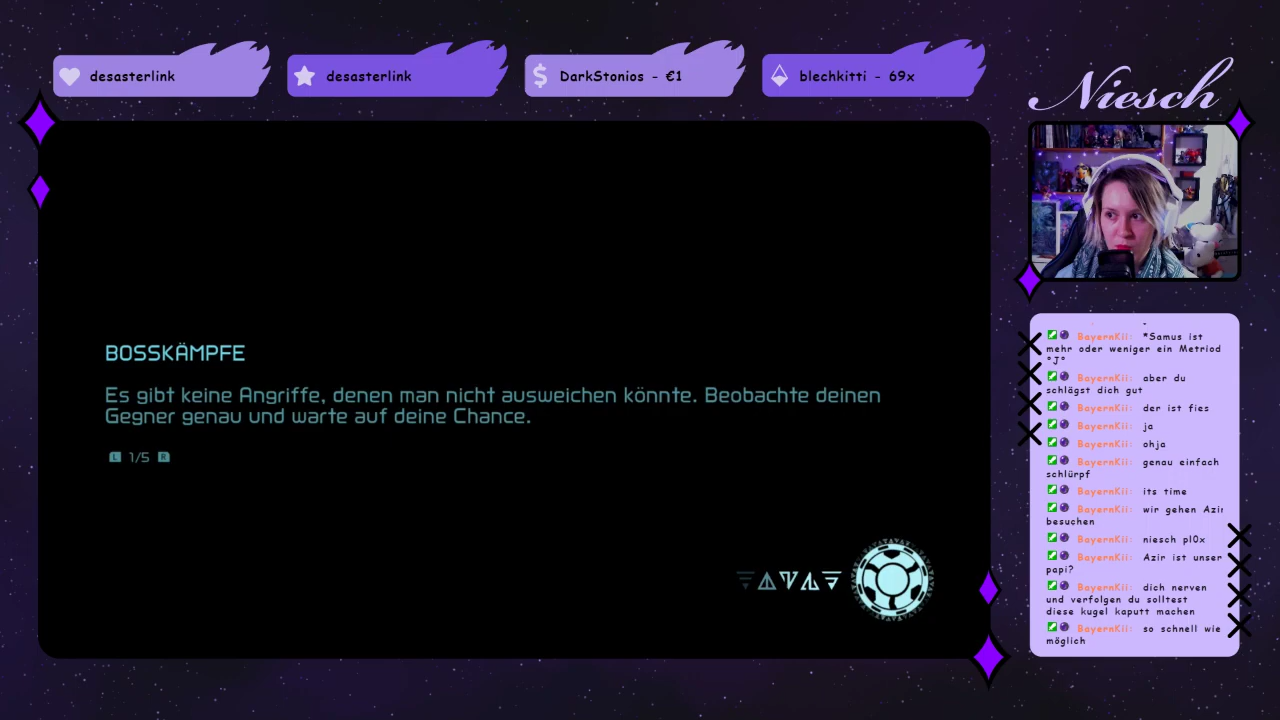 desasterlink
desasterlink
DarkStonios - €1
blechkitti - 69x
Niesch
BOSSKÄMPFE
Es gibt keine Angriffe, denen man nicht ausweichen könnte. Beobachte deinen
Gegner genau und warte auf deine Chance.
L 1/5 R
BayernKii: *Samus ist
mehr oder weniger ein Metriod
°J°
BayernKii: aber du
schlägst dich gut
BayernKii: der ist fies
BayernKii: ja
BayernKii: ohja
BayernKii: genau einfach
schlürpf
BayernKii: its time
BayernKii: wir gehen Azir
besuchen
BayernKii: niesch pl0x
BayernKii: Azir ist unser
papi?
BayernKii: dich nerven
und verfolgen du solltest
diese kugel kaputt machen
BayernKii: so schnell wie
möglich